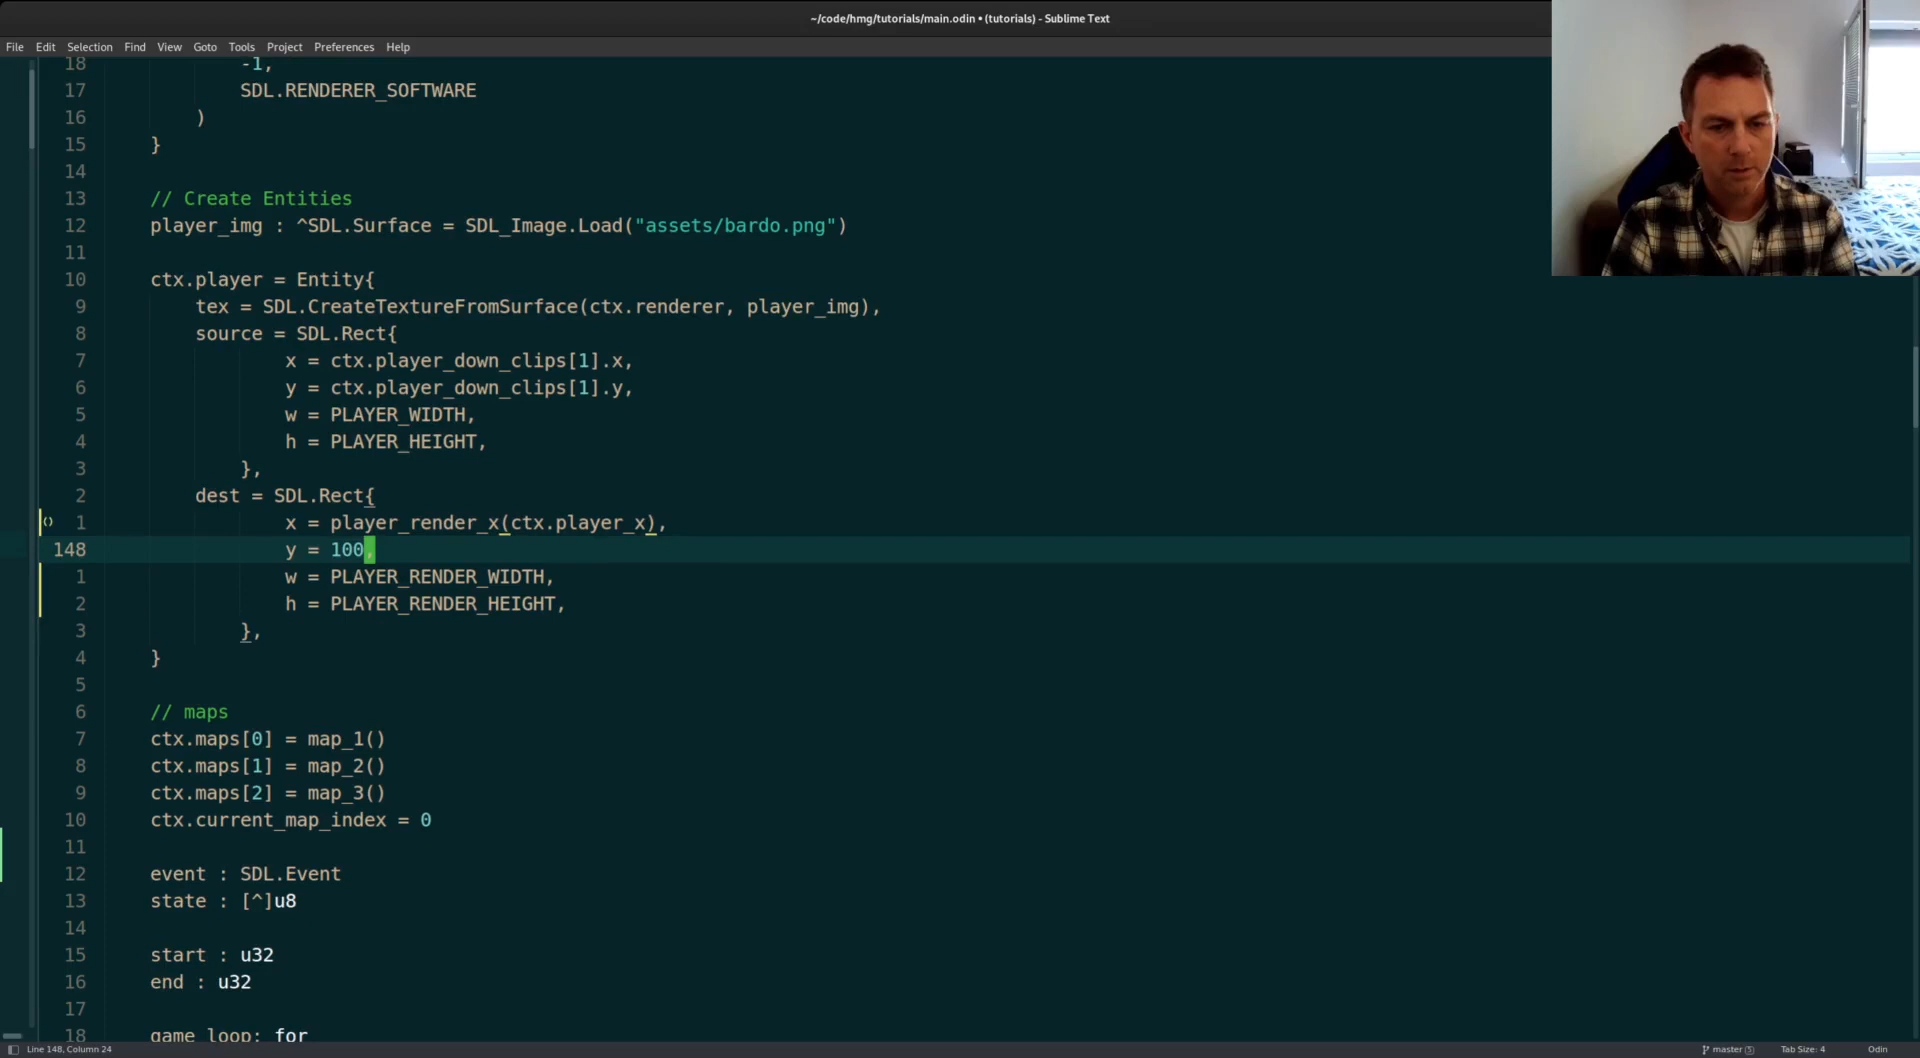 ~/code/hmg/tutorials/main.odin • (tutorials) - Sublime Text
File Edit Selection Find View Goto Tools Project Preferences Help
18 -1,
17 SDL.RENDERER_SOFTWARE
16 )
15 }
14
13 // Create Entities
12 player_img : ^SDL.Surface = SDL_Image.Load("assets/bardo.png")
11
10 ctx.player = Entity{
9 tex = SDL.CreateTextureFromSurface(ctx.renderer, player_img),
8 source = SDL.Rect{
7 x = ctx.player_down_clips[1].x,
6 y = ctx.player_down_clips[1].y,
5 w = PLAYER_WIDTH,
4 h = PLAYER_HEIGHT,
3 },
2 dest = SDL.Rect{
1 x = player_render_x(ctx.player_x),
148 y = 100,
1 w = PLAYER_RENDER_WIDTH,
2 h = PLAYER_RENDER_HEIGHT,
3 },
4 }
5
6 // maps
7 ctx.maps[0] = map_1()
8 ctx.maps[1] = map_2()
9 ctx.maps[2] = map_3()
10 ctx.current_map_index = 0
11
12 event : SDL.Event
13 state : [^]u8
14
15 start : u32
16 end : u32
17
18 game_loop: for
Line 148, Column 24 master 5 Tab Size: 4 Odin